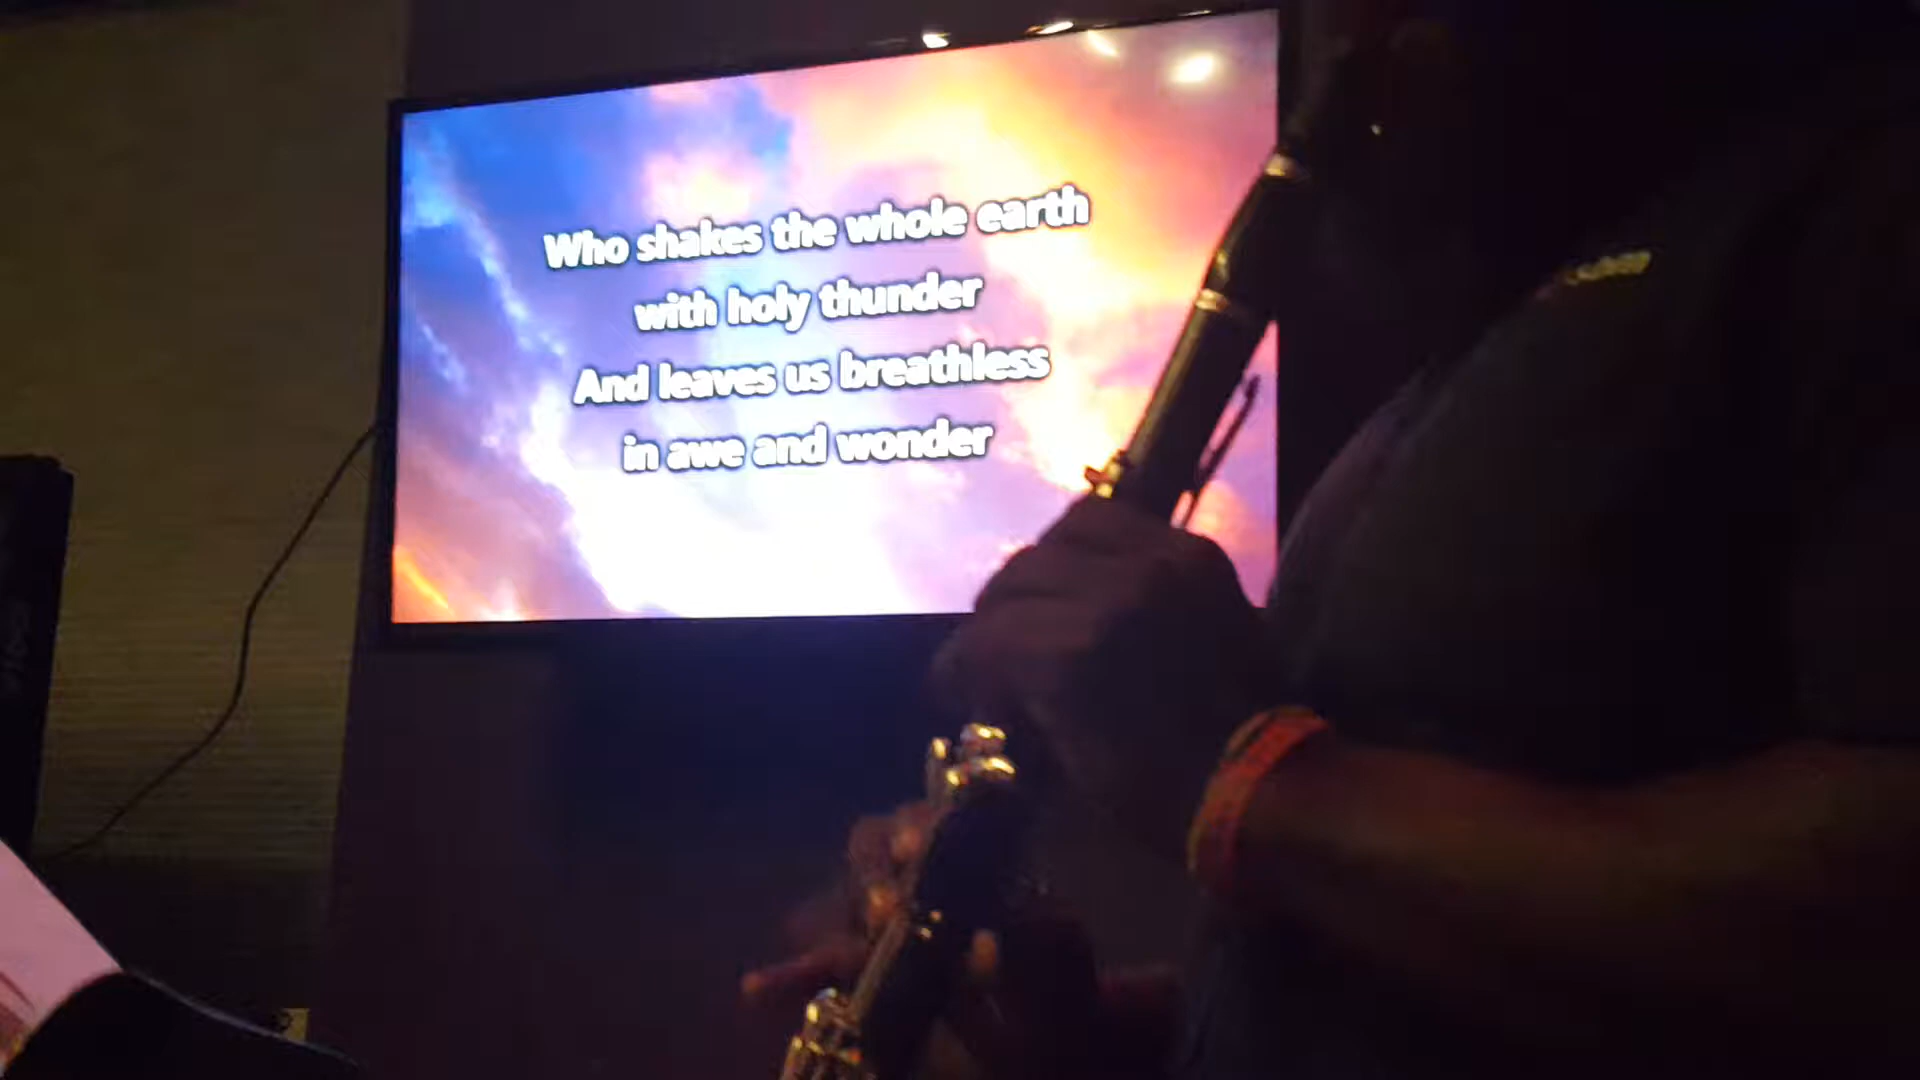 Who shakes the whole earth
with holy thunder
And leaves us breathless
in awe and wonder